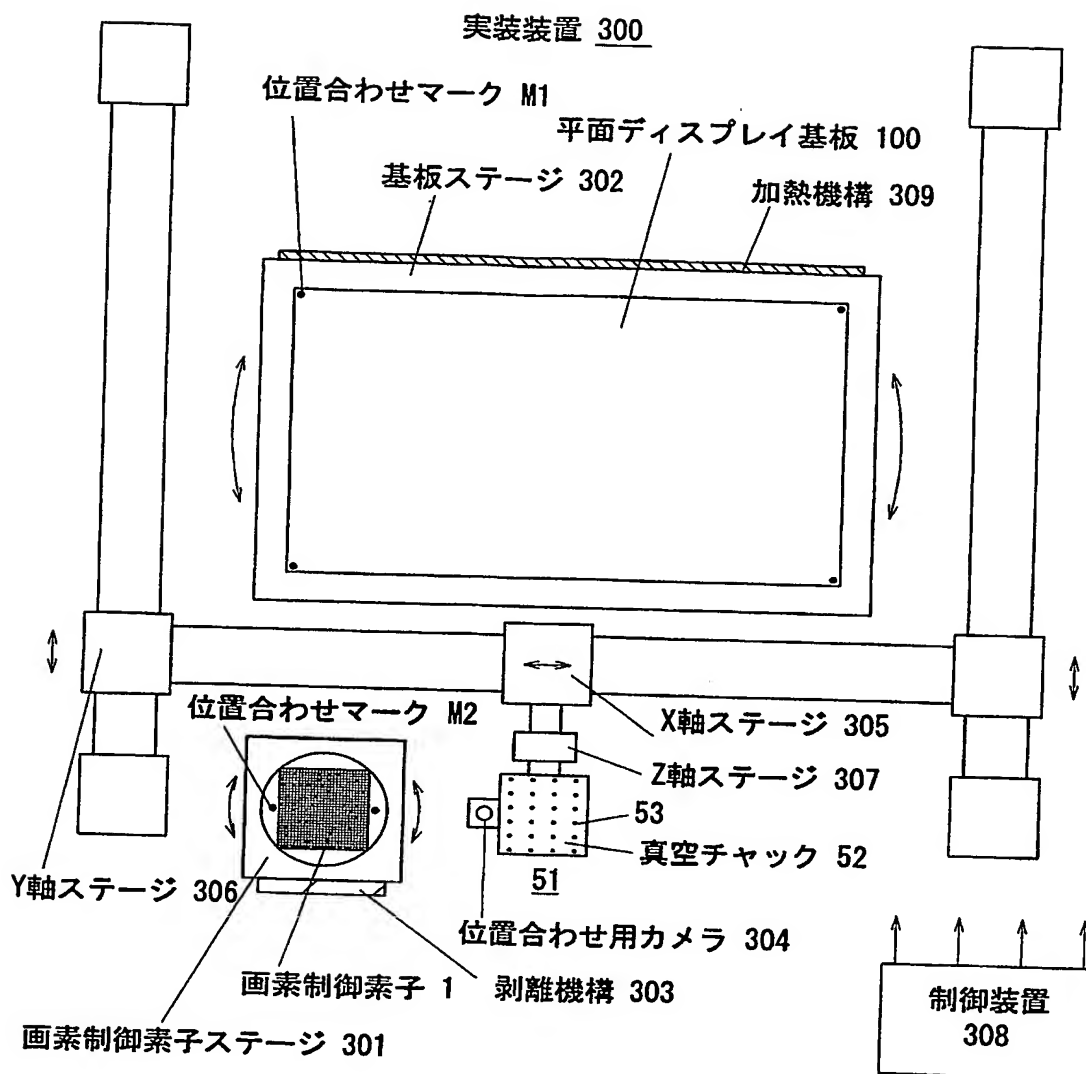 実装装置 300
位置合わせマーク M1
平面ディスプレイ基板 100
基板ステージ 302
加熱機構 309
位置合わせマーク M2
X軸ステージ 305
Z軸ステージ 307
53
真空チャック 52
51
Y軸ステージ 306
位置合わせ用カメラ 304
画素制御素子 1
剥離機構 303
画素制御素子ステージ 301
制御装置
308